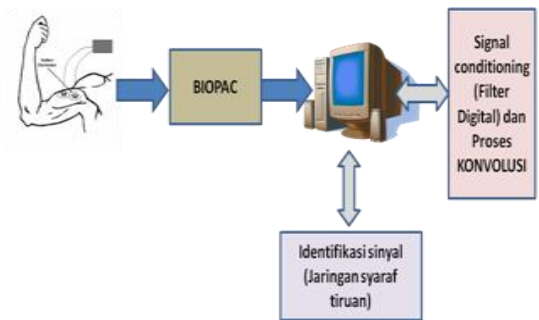 BIOPAC
Signal
conditioning
(Filter
Digital) dan
Proses
KONVOLUSI
Identifikasi sinyal
(Jaringan syaraf
tiruan)